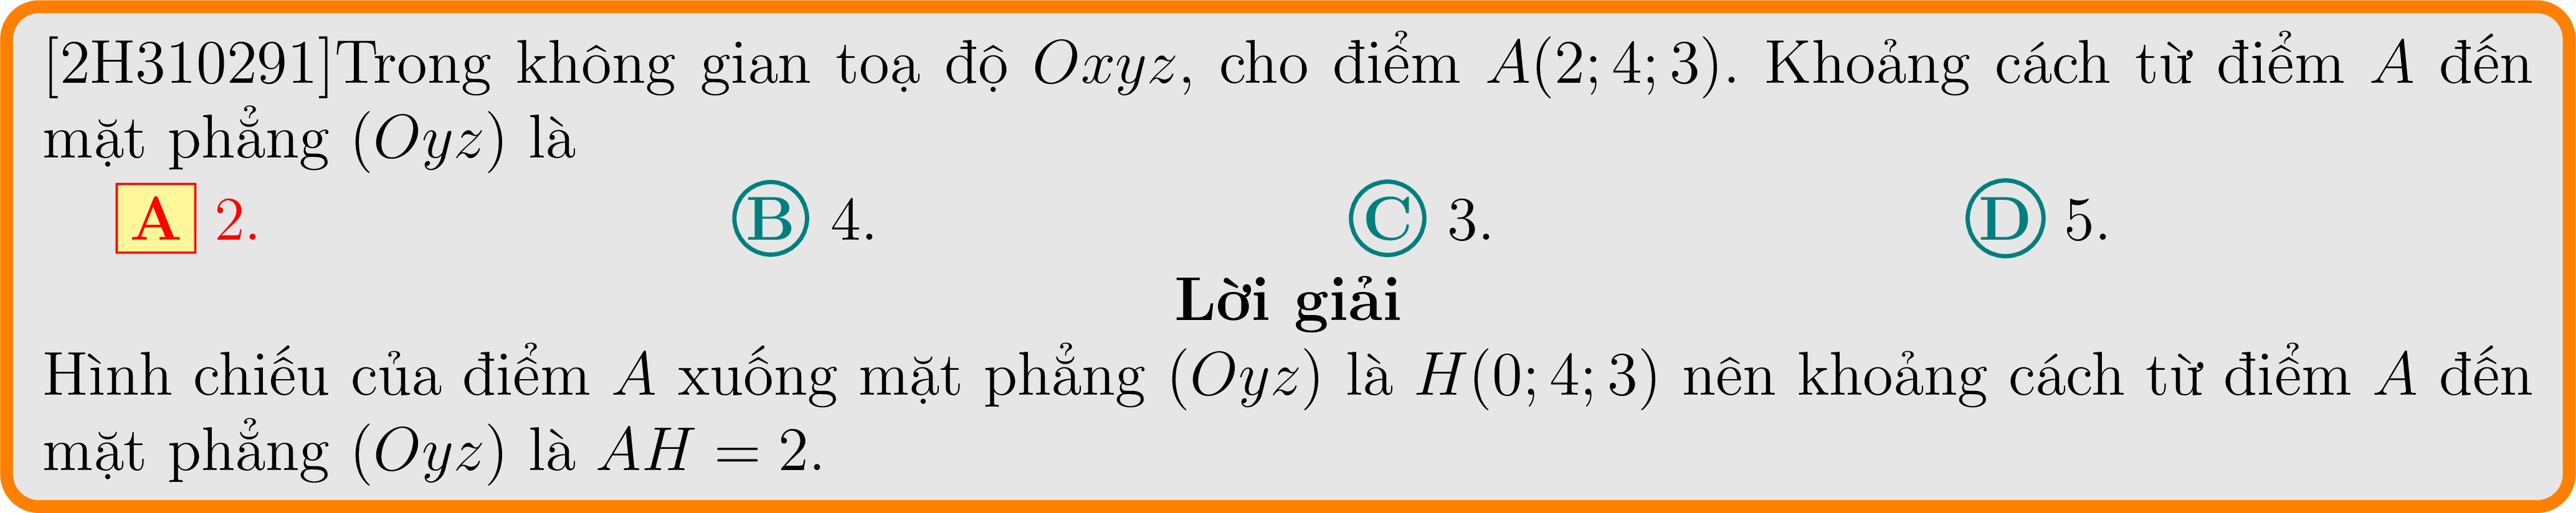 [2H310291]Trong không gian toạ độ Oxyz, cho điểm A(2; 4; 3). Khoảng cách từ điểm A đến
mặt phẳng (Oyz) là
A 2. B 4. C 3. D 5.
Lời giải
Hình chiếu của điểm A xuống mặt phẳng (Oyz) là H(0; 4; 3) nên khoảng cách từ điểm A đến
mặt phẳng (Oyz) là AH = 2.